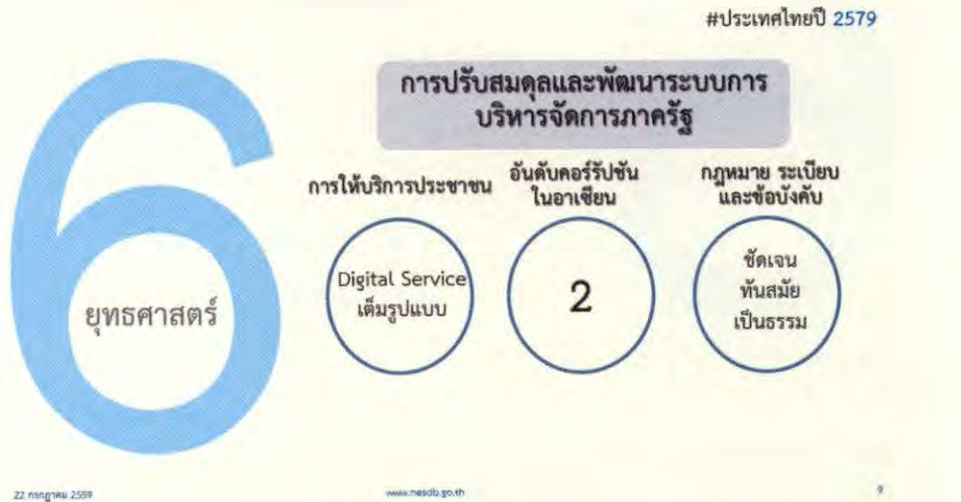 #ประเทศไทยปี 2579
6
ยุทธศาสตร์
การปรับสมดุลและพัฒนาระบบการ
บริหารจัดการภาครัฐ
การให้บริการประชาชน
Digital Service
เต็มรูปแบบ
อันดับคอร์รัปชัน
ในอาเซียน
2
กฎหมาย ระเบียบ
และข้อบังคับ
ชัดเจน
ทันสมัย
เป็นธรรม
22 กรกฎาคม 2559
www.nesdb.go.th
9